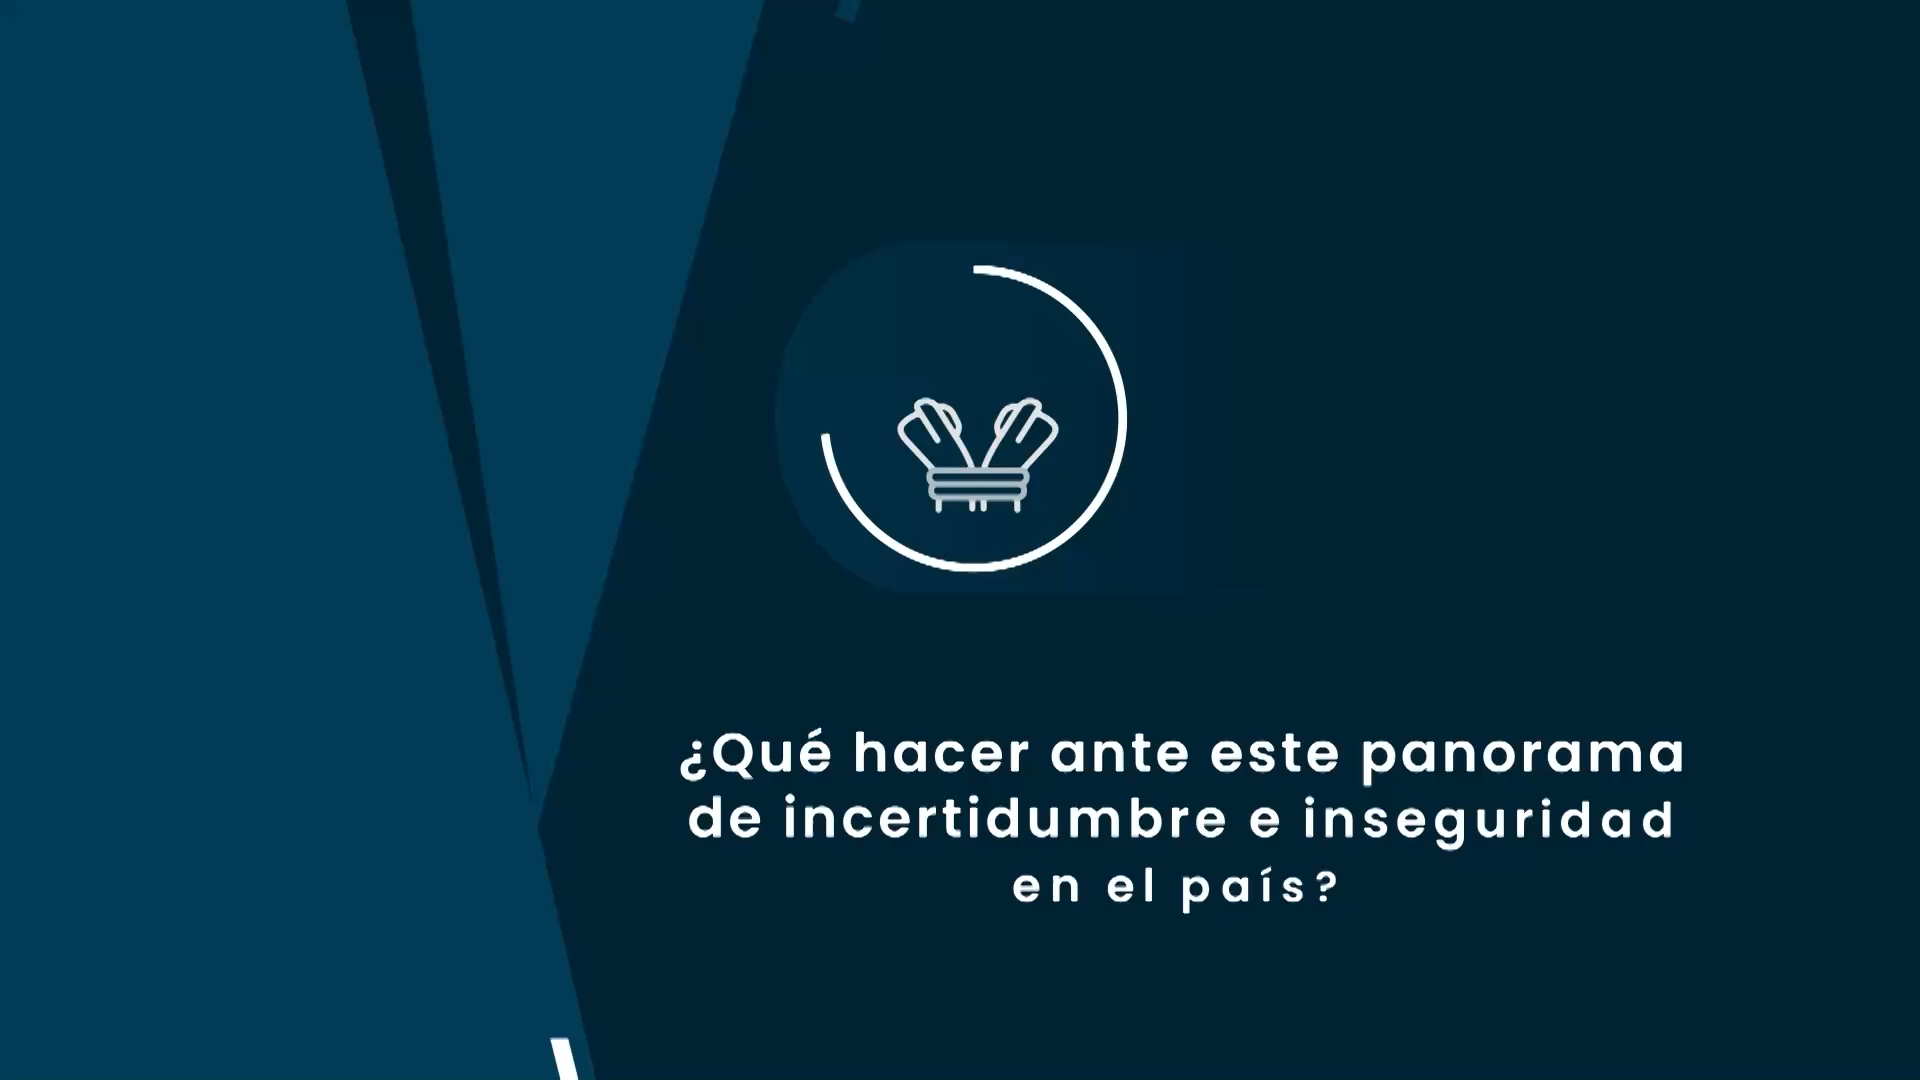 ¿Qué hacer ante este panorama
de incertidumbre e inseguridad
en el país?